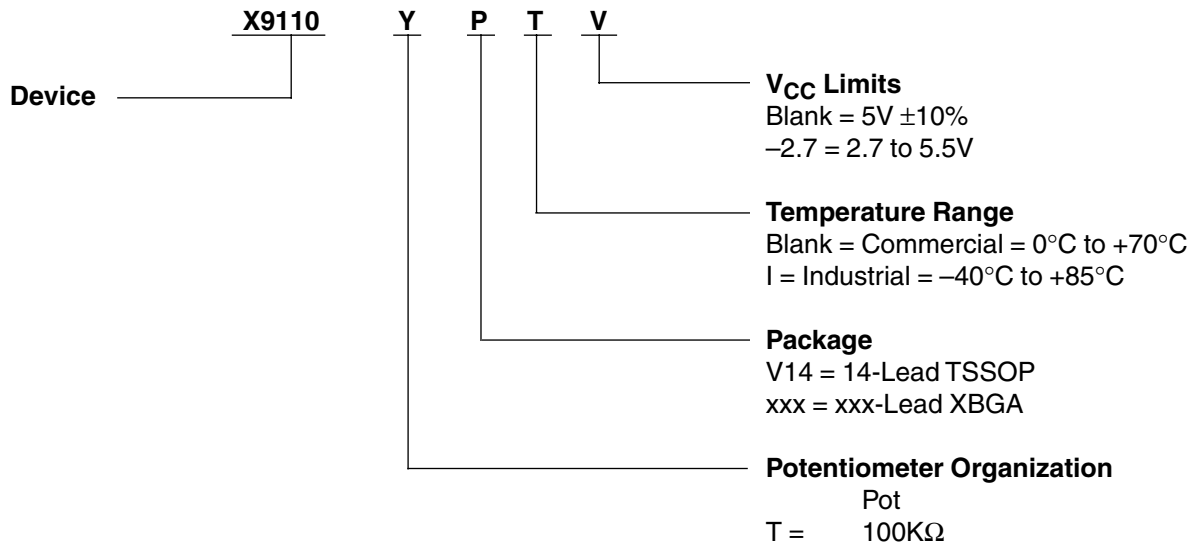 X9110 Y P T V
Device
VCC Limits
Blank = 5V ±10%
–2.7 = 2.7 to 5.5V
Temperature Range
Blank = Commercial = 0°C to +70°C
I = Industrial = –40°C to +85°C
Package
V14 = 14-Lead TSSOP
xxx = xxx-Lead XBGA
Potentiometer Organization
Pot
T = 100KΩ